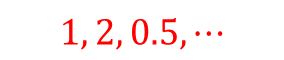 1, 2, 0.5, ⋯